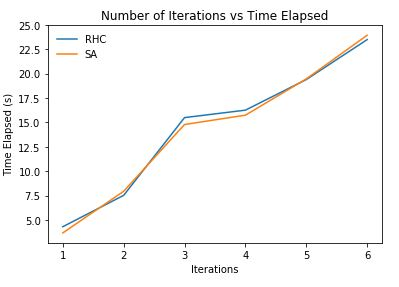 Number of Iterations vs Time Elapsed
RHC
SA
Time Elapsed (s)
25.0
22.5
20.0
17.5
15.0
12.5
10.0
7.5
5.0
1 2 3 4 5 6
Iterations